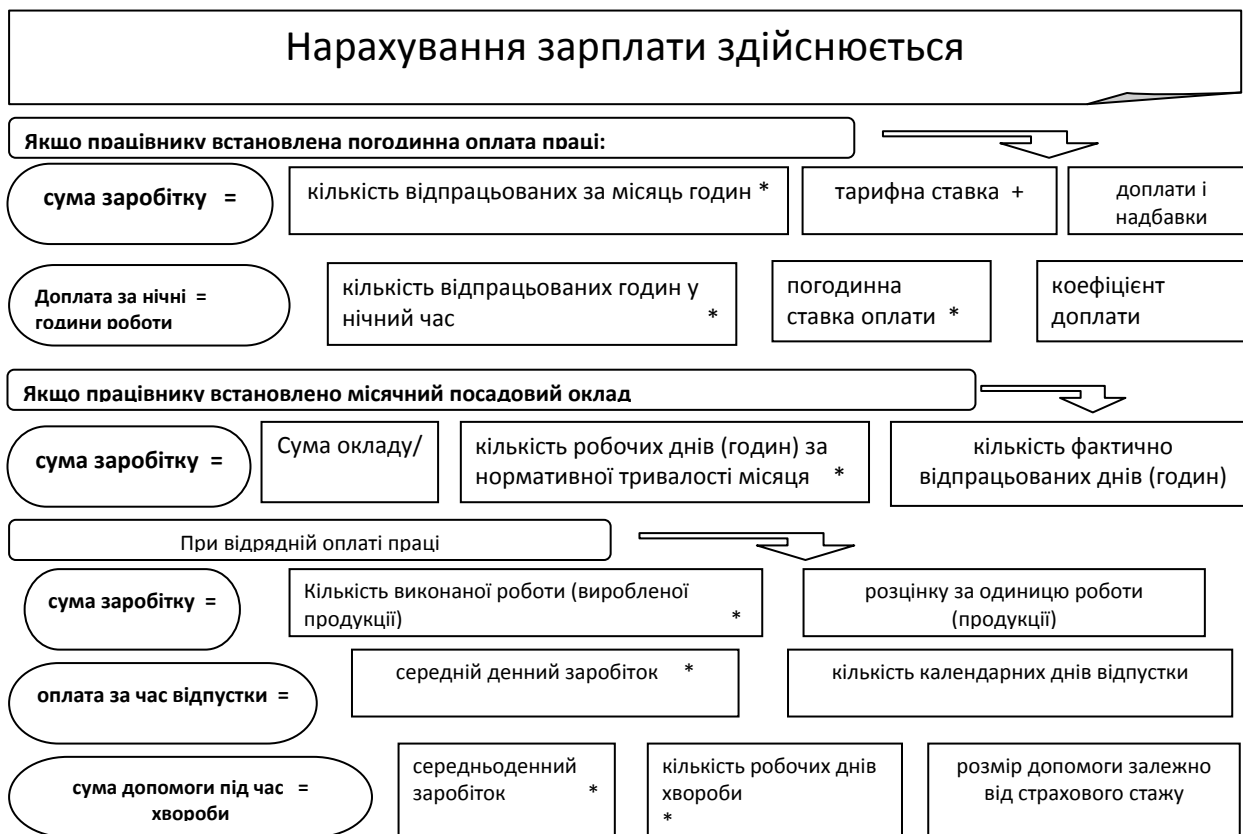 Нарахування зарплати здійснюється
Якщо працівнику встановлена погодинна оплата праці:
сума заробітку =
кількість відпрацьованих за місяць годин *
тарифна ставка +
доплати і
надбавки
Доплата за нічні =
години роботи
кількість відпрацьованих годин у
нічний час *
погодинна
ставка оплати *
коефіцієнт
доплати
Якщо працівнику встановлено місячний посадовий оклад
сума заробітку =
Сума окладу/
кількість робочих днів (годин) за
нормативної тривалості місяця *
кількість фактично
відпрацьованих днів (годин)
При відрядній оплаті праці
сума заробітку =
Кількість виконаної роботи (виробленої
продукції) *
розцінку за одиницю роботи
(продукції)
оплата за час відпустки =
середній денний заробіток *
кількість календарних днів відпустки
сума допомоги під час =
хвороби
середньоденний
заробіток *
кількість робочих днів
хвороби
*
розмір допомоги залежно
від страхового стажу